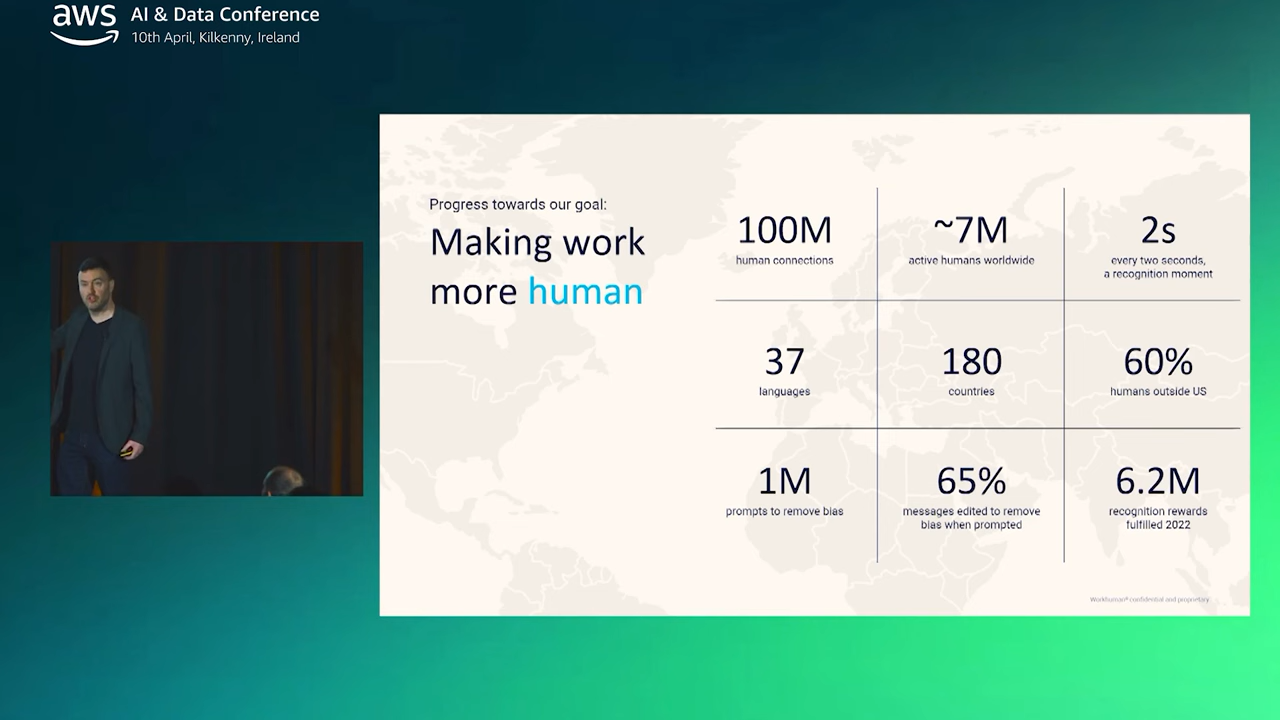 aws
AI & Data Conference
10th April, Kilkenny, Ireland
Progress towards our goal:
Making work
more human
100M
human connections
~7M
active humans worldwide
2s
every two seconds,
a recognition moment
37
languages
180
countries
60%
humans outside US
1M
prompts to remove bias
65%
messages edited to remove
bias when prompted
6.2M
recognition rewards
fulfilled 2022
Workhuman® confidential and proprietary